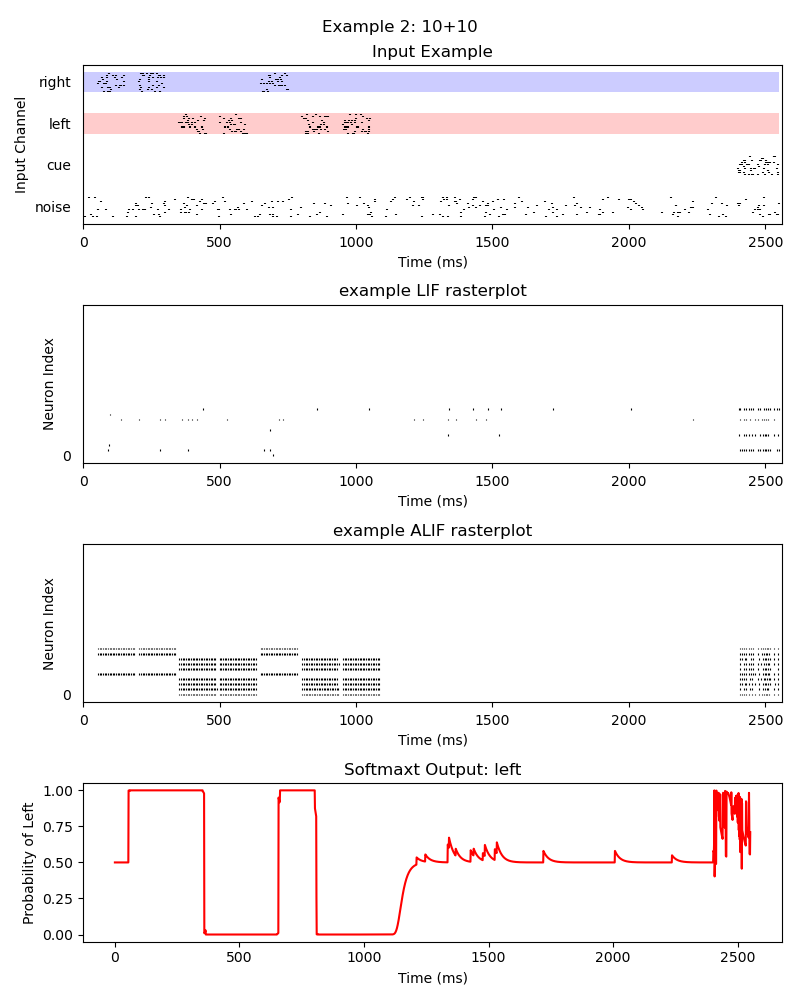 Example 2: 10+10
Input Example
right
left
cue
noise
Input Channel
0 500 1000 1500 2000 2500
Time (ms)
example LIF rasterplot
Neuron Index
0
0 500 1000 1500 2000 2500
Time (ms)
example ALIF rasterplot
Neuron Index
0
0 500 1000 1500 2000 2500
Time (ms)
Softmaxt Output: left
Probability of Left
1.00
0.75
0.50
0.25
0.00
0 500 1000 1500 2000 2500
Time (ms)